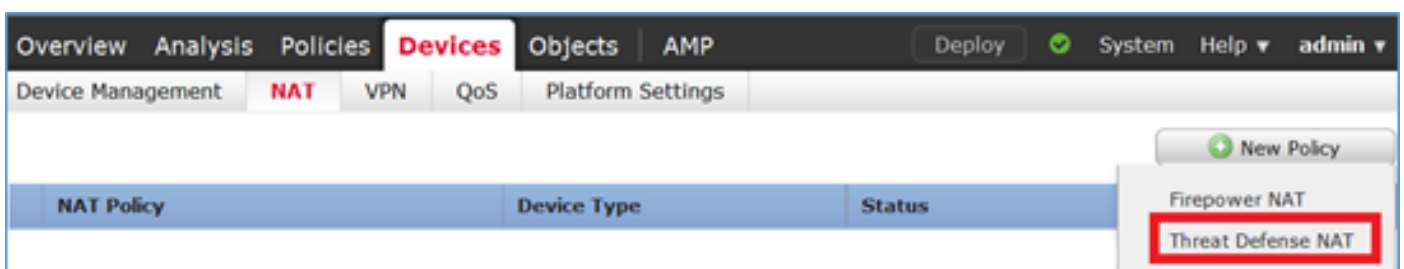 Overview Analysis Policies Devices Objects AMP Deploy System Help admin
Device Management NAT VPN QoS Platform Settings
New Policy
NAT Policy Device Type Status
Firepower NAT
Threat Defense NAT